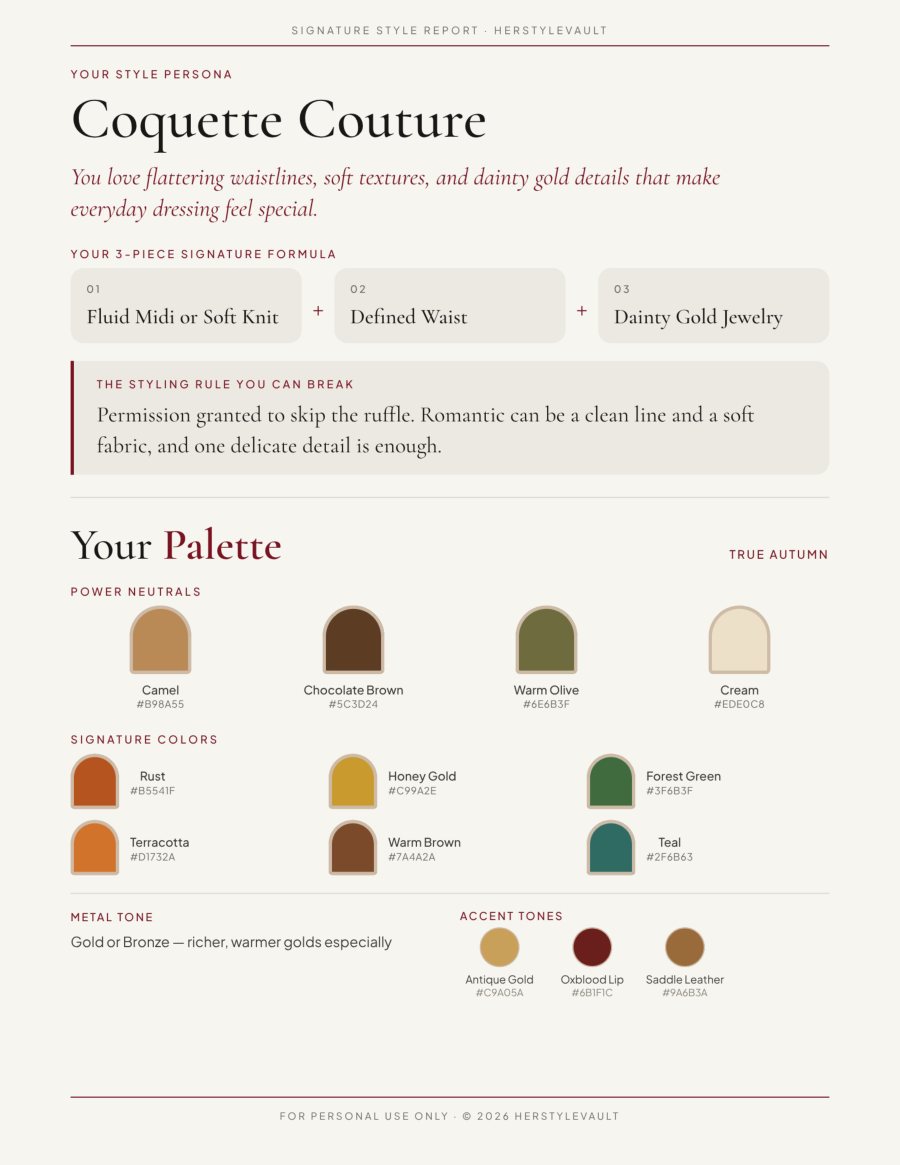 SIGNATURE STYLE REPORT · HERSTYLEVAULT
YOUR STYLE PERSONA
Coquette Couture
You love flattering waistlines, soft textures, and dainty gold details that make
everyday dressing feel special.
YOUR 3-PIECE SIGNATURE FORMULA
01
Fluid Midi or Soft Knit
+
02
Defined Waist
+
03
Dainty Gold Jewelry
THE STYLING RULE YOU CAN BREAK
Permission granted to skip the ruffle. Romantic can be a clean line and a soft
fabric, and one delicate detail is enough.
Your Palette
TRUE AUTUMN
POWER NEUTRALS
Camel
#B98A55
Chocolate Brown
#5C3D24
Warm Olive
#6E6B3F
Cream
#EDE0C8
SIGNATURE COLORS
Rust
#B5541F
Honey Gold
#C99A2E
Forest Green
#3F6B3F
Terracotta
#D1732A
Warm Brown
#7A4A2A
Teal
#2F6B63
METAL TONE
Gold or Bronze — richer, warmer golds especially
ACCENT TONES
Antique Gold
#C9A05A
Oxblood Lip
#6B1F1C
Saddle Leather
#9A6B3A
FOR PERSONAL USE ONLY · © 2026 HERSTYLEVAULT